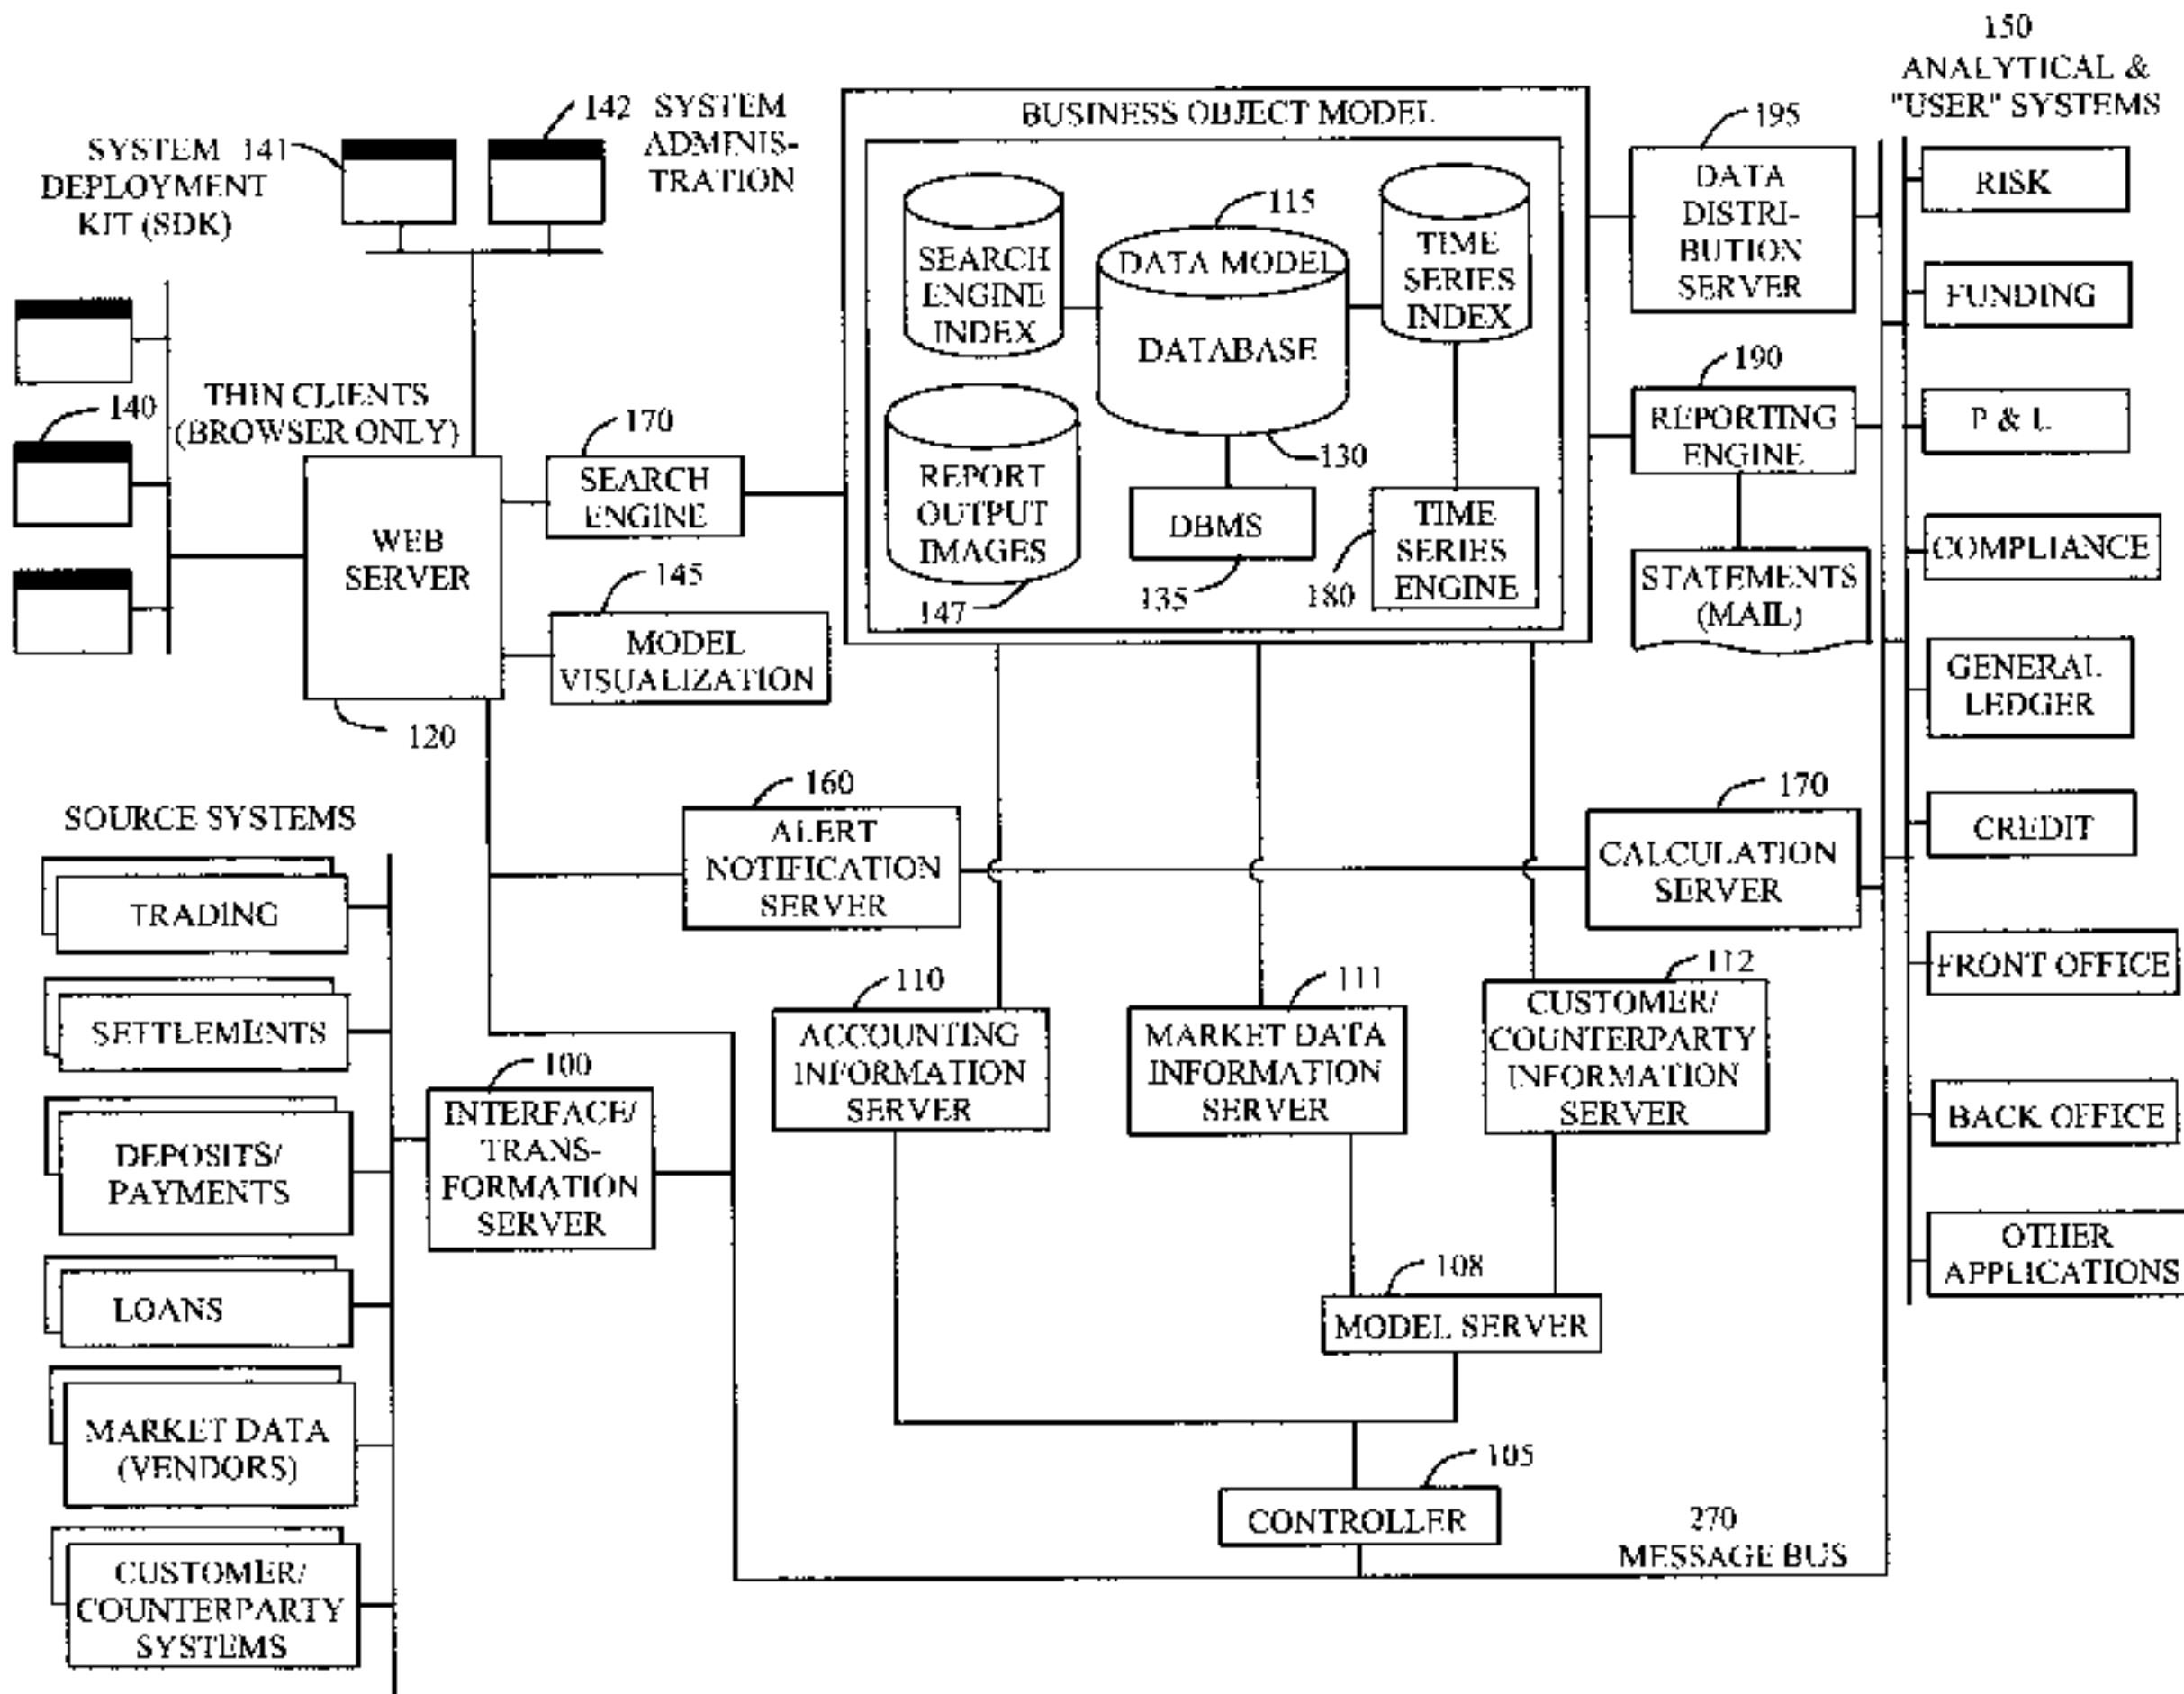 150
ANALYTICAL &
"USER" SYSTEMS
142 SYSTEM
ADMINIS-
TRATION
SYSTEM 141
DEPLOYMENT
KIT (SDK)
BUSINESS OBJECT MODEL
195
DATA
DISTRI-
BUTION
SERVER
RISK
FUNDING
P & L
COMPLIANCE
GENERAL
LEDGER
CREDIT
FRONT OFFICE
BACK OFFICE
OTHER
APPLICATIONS
SEARCH
ENGINE
INDEX
115
DATA MODEL
DATABASE
130
TIME
SERIES
INDEX
REPORT
OUTPUT
IMAGES
147
DBMS
135
TIME
SERIES
ENGINE
180
190
REPORTING
ENGINE
STATEMENTS
(MAIL)
140
THIN CLIENTS
(BROWSER ONLY)
WEB
SERVER
120
170
SEARCH
ENGINE
145
MODEL
VISUALIZATION
160
ALERT
NOTIFICATION
SERVER
170
CALCULATION
SERVER
SOURCE SYSTEMS
TRADING
SETTLEMENTS
DEPOSITS/
PAYMENTS
LOANS
MARKET DATA
(VENDORS)
CUSTOMER/
COUNTERPARTY
SYSTEMS
100
INTERFACE/
TRANS-
FORMATION
SERVER
110
ACCOUNTING
INFORMATION
SERVER
111
MARKET DATA
INFORMATION
SERVER
112
CUSTOMER/
COUNTERPARTY
INFORMATION
SERVER
108
MODEL SERVER
105
CONTROLLER
270
MESSAGE BUS